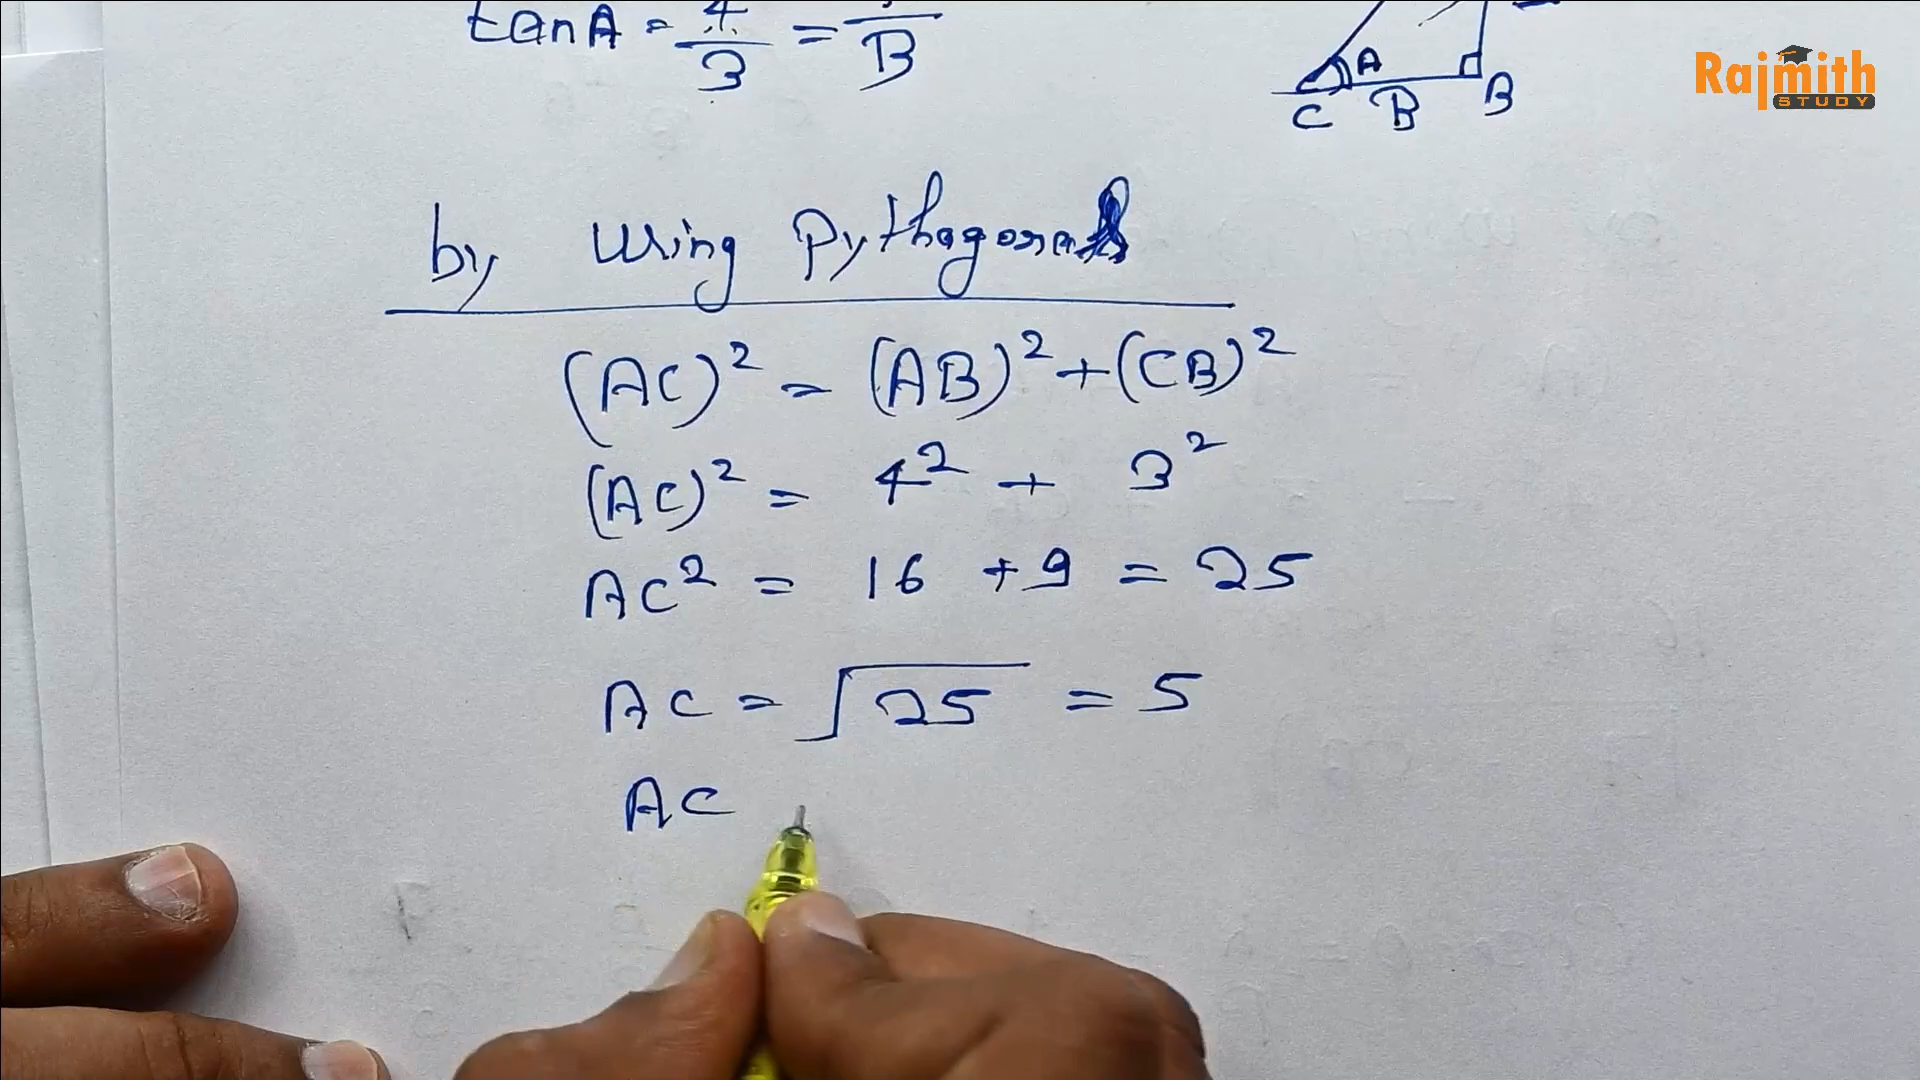 tanA = 4/3 = /B
A
C B B
Rajmith
STUDY
by Using Pythagoras
(AC)² = (AB)² + (CB)²
(AC)² = 4² + 3²
AC² = 16 + 9 = 25
AC = √25 = 5
AC